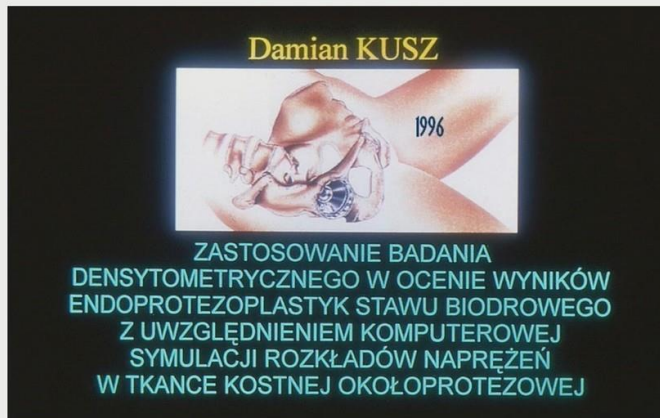 Damian KUSZ
1996
ZASTOSOWANIE BADANIA
DENSYTOMETRYCZNEGO W OCENIE WYNIKÓW
ENDOPROTEZOPLASTYK STAWU BIODROWEGO
Z UWZGLĘDNIENIEM KOMPUTEROWEJ
SYMULACJI ROZKŁADÓW NAPRĘŻEŃ
W TKANCE KOSTNEJ OKOŁOPROTEZOWEJ